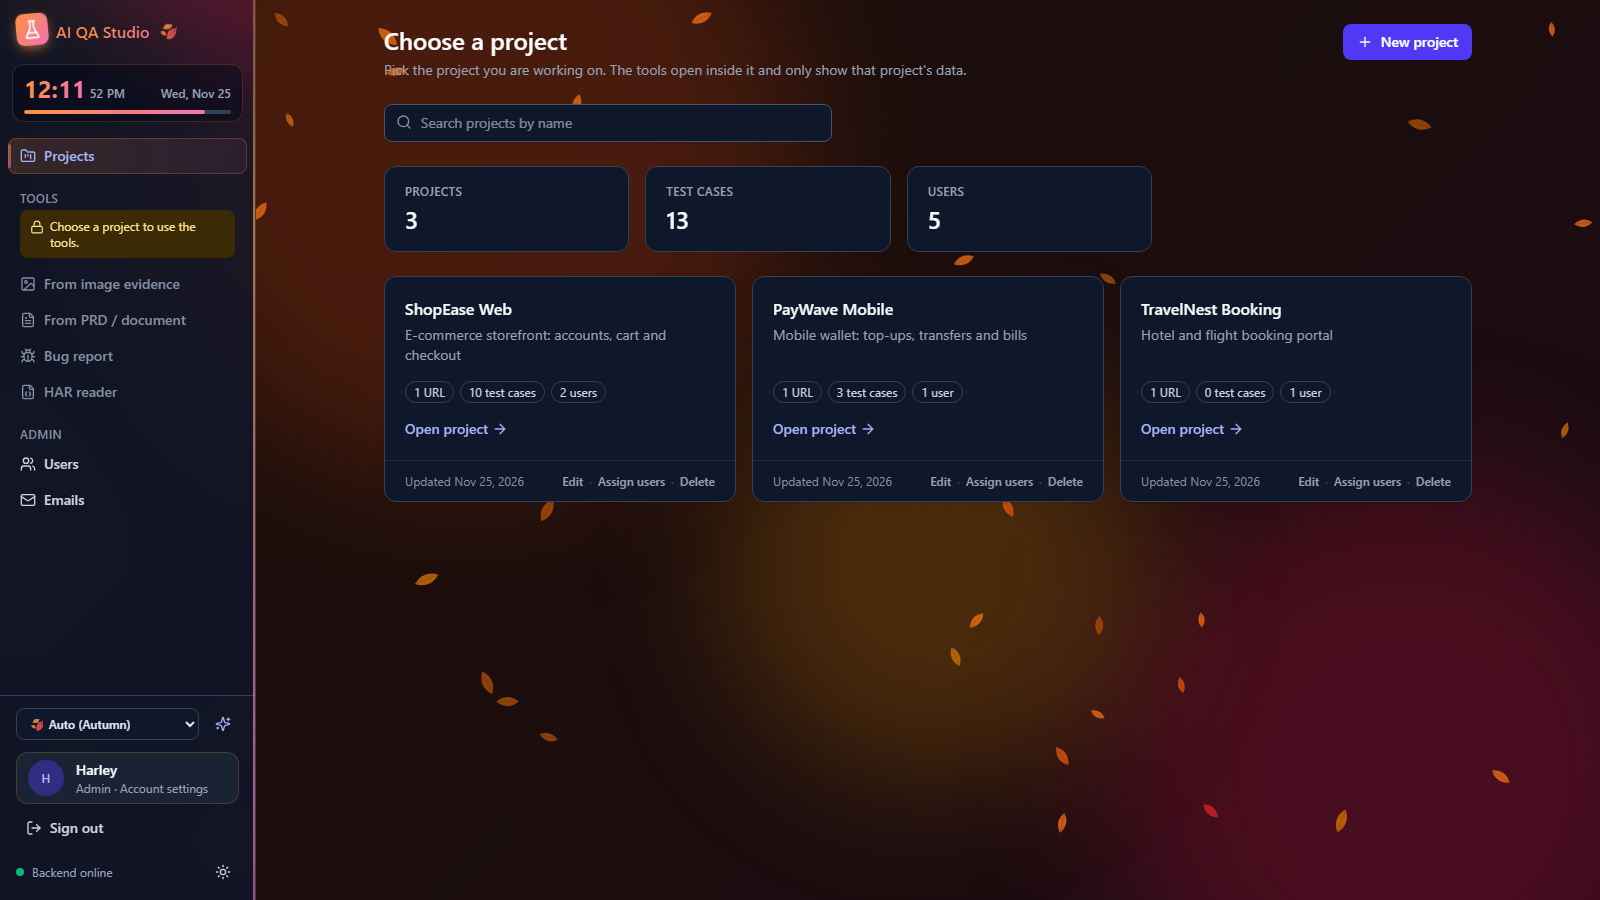 AI QA Studio
12:11 52 PM Wed, Nov 25
Projects
TOOLS
Choose a project to use the
tools.
From image evidence
From PRD / document
Bug report
HAR reader
ADMIN
Users
Emails
Auto (Autumn)
H
Harley
Admin · Account settings
Sign out
Backend online
Choose a project
Pick the project you are working on. The tools open inside it and only show that project's data.
New project
Search projects by name
PROJECTS
3
TEST CASES
13
USERS
5
ShopEase Web
E-commerce storefront: accounts, cart and
checkout
1 URL 10 test cases 2 users
Open project →
Updated Nov 25, 2026 Edit · Assign users · Delete
PayWave Mobile
Mobile wallet: top-ups, transfers and bills
1 URL 3 test cases 1 user
Open project →
Updated Nov 25, 2026 Edit · Assign users · Delete
TravelNest Booking
Hotel and flight booking portal
1 URL 0 test cases 1 user
Open project →
Updated Nov 25, 2026 Edit · Assign users · Delete